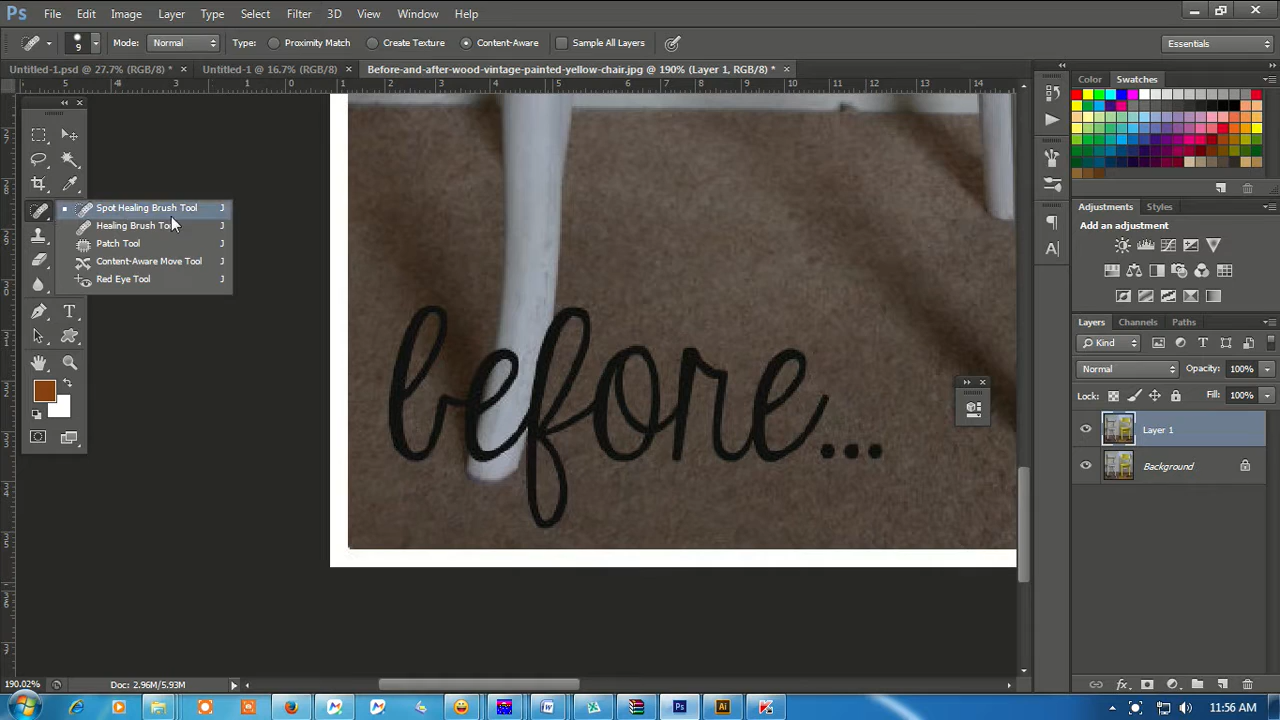 Ps File Edit Image Layer Type Select Filter 3D View Window Help
9 Mode: Normal Type: Proximity Match Create Texture Content-Aware Sample All Layers Essentials
Untitled-1.psd @ 27.7% (RGB/8) * × Untitled-1 @ 16.7% (RGB/8) × Before-and-after-wood-vintage-painted-yellow-chair.jpg @ 190% (Layer 1, RGB/8) * ×
Color Swatches
Spot Healing Brush Tool J
Healing Brush Tool J
Patch Tool J
Content-Aware Move Tool J
Red Eye Tool J
Adjustments Styles
Add an adjustment
Layers Channels Paths
Kind
Normal Opacity: 100%
Lock: Fill: 100%
Layer 1
Background
before...
190.02% Doc: 2.96M/5.93M
11:56 AM